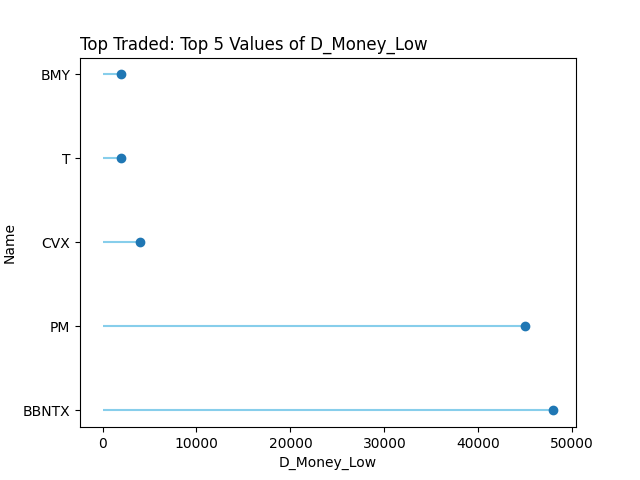 Top Traded: Top 5 Values of D_Money_Low
BMY
T
CVX
PM
BBNTX
Name
0 10000 20000 30000 40000 50000
D_Money_Low